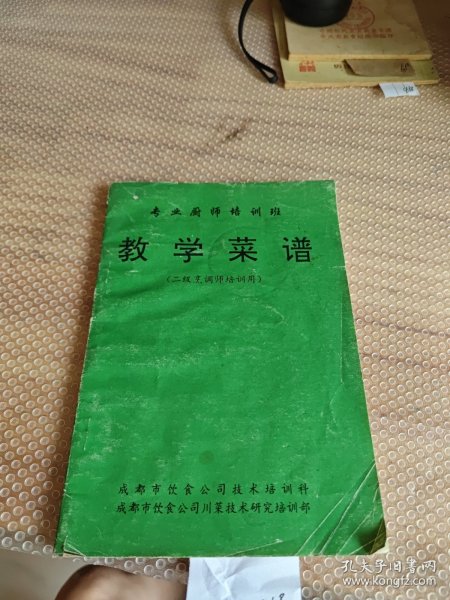 专业厨师培训班
教学菜谱
（二级烹调师培训用）
成都市饮食公司技术培训科
成都市饮食公司川菜技术研究培训部
孔夫子旧书网
www.kongfz.com